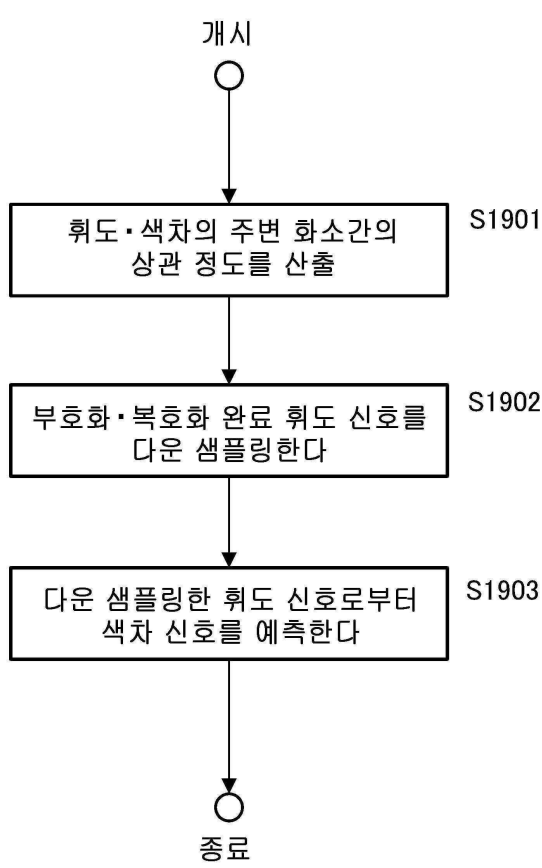 개시
휘도·색차의 주변 화소간의
상관 정도를 산출
S1901
부호화·복호화 완료 휘도 신호를
다운 샘플링한다
S1902
다운 샘플링한 휘도 신호로부터
색차 신호를 예측한다
S1903
종료